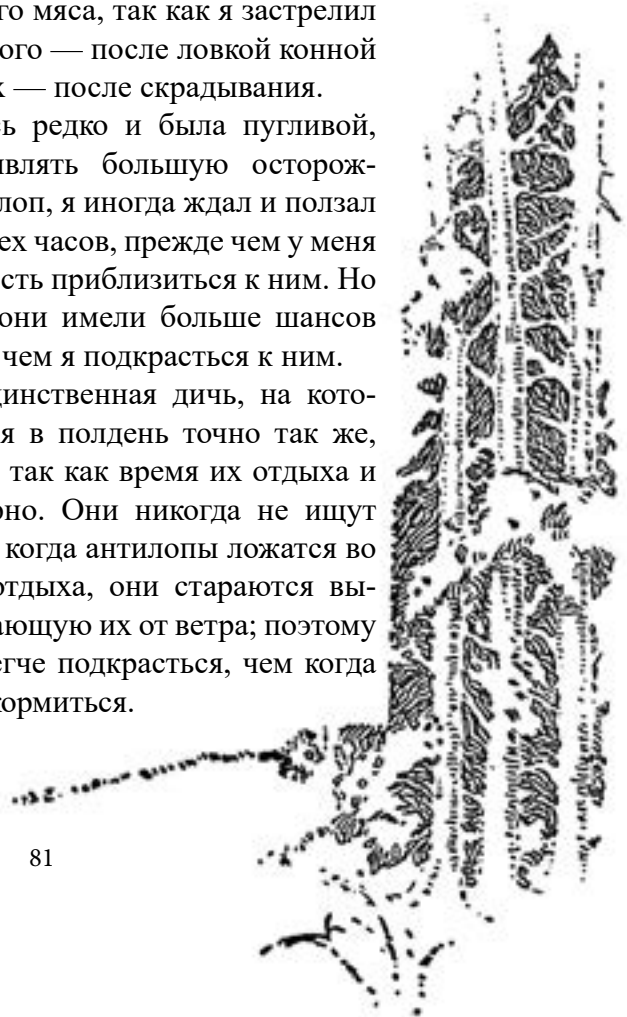 го мяса, так как я застрелил
ого — после ловкой конной
к — после скрадывания.
сь редко и была пугливой,
влять большую осторож-
лоп, я иногда ждал и ползал
ех часов, прежде чем у меня
ость приблизиться к ним. Но
они имели больше шансов
чем я подкрасться к ним.
динственная дичь, на кото-
я в полдень точно так же,
так как время их отдыха и
рно. Они никогда не ищут
когда антилопы ложатся во
отдыха, они стараются вы-
ающую их от ветра; поэтому
егче подкрасться, чем когда
кормиться.
81